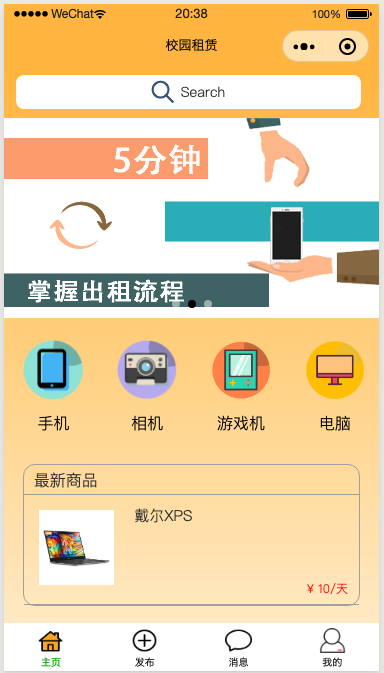 WeChat 20:38 100%
校园租赁
Search
5分钟
掌握出租流程
手机 相机 游戏机 电脑
最新商品
戴尔XPS
¥ 10/天
主页 发布 消息 我的